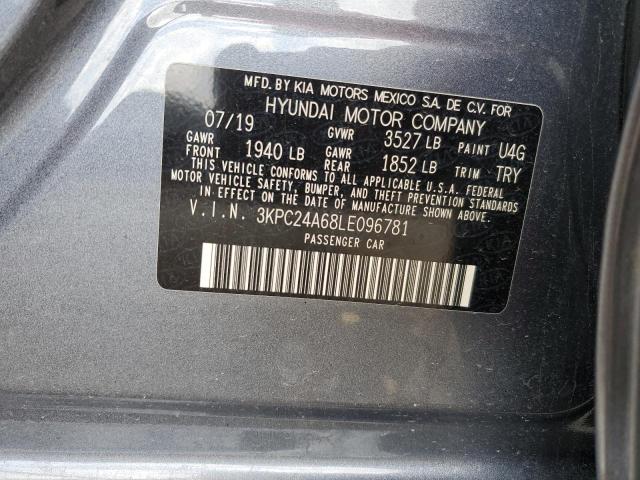 MFD. BY KIA MOTORS MEXICO S.A. DE C.V. FOR
HYUNDAI MOTOR COMPANY
07/19 GVWR 3527 LB PAINT U4G
GAWR FRONT 1940 LB GAWR REAR 1852 LB TRIM TRY
THIS VEHICLE CONFORMS TO ALL APPLICABLE U.S.A. FEDERAL
MOTOR VEHICLE SAFETY, BUMPER, AND THEFT PREVENTION STANDARDS
IN EFFECT ON THE DATE OF MANUFACTURE SHOWN ABOVE.
V.I.N. 3KPC24A68LE096781
PASSENGER CAR